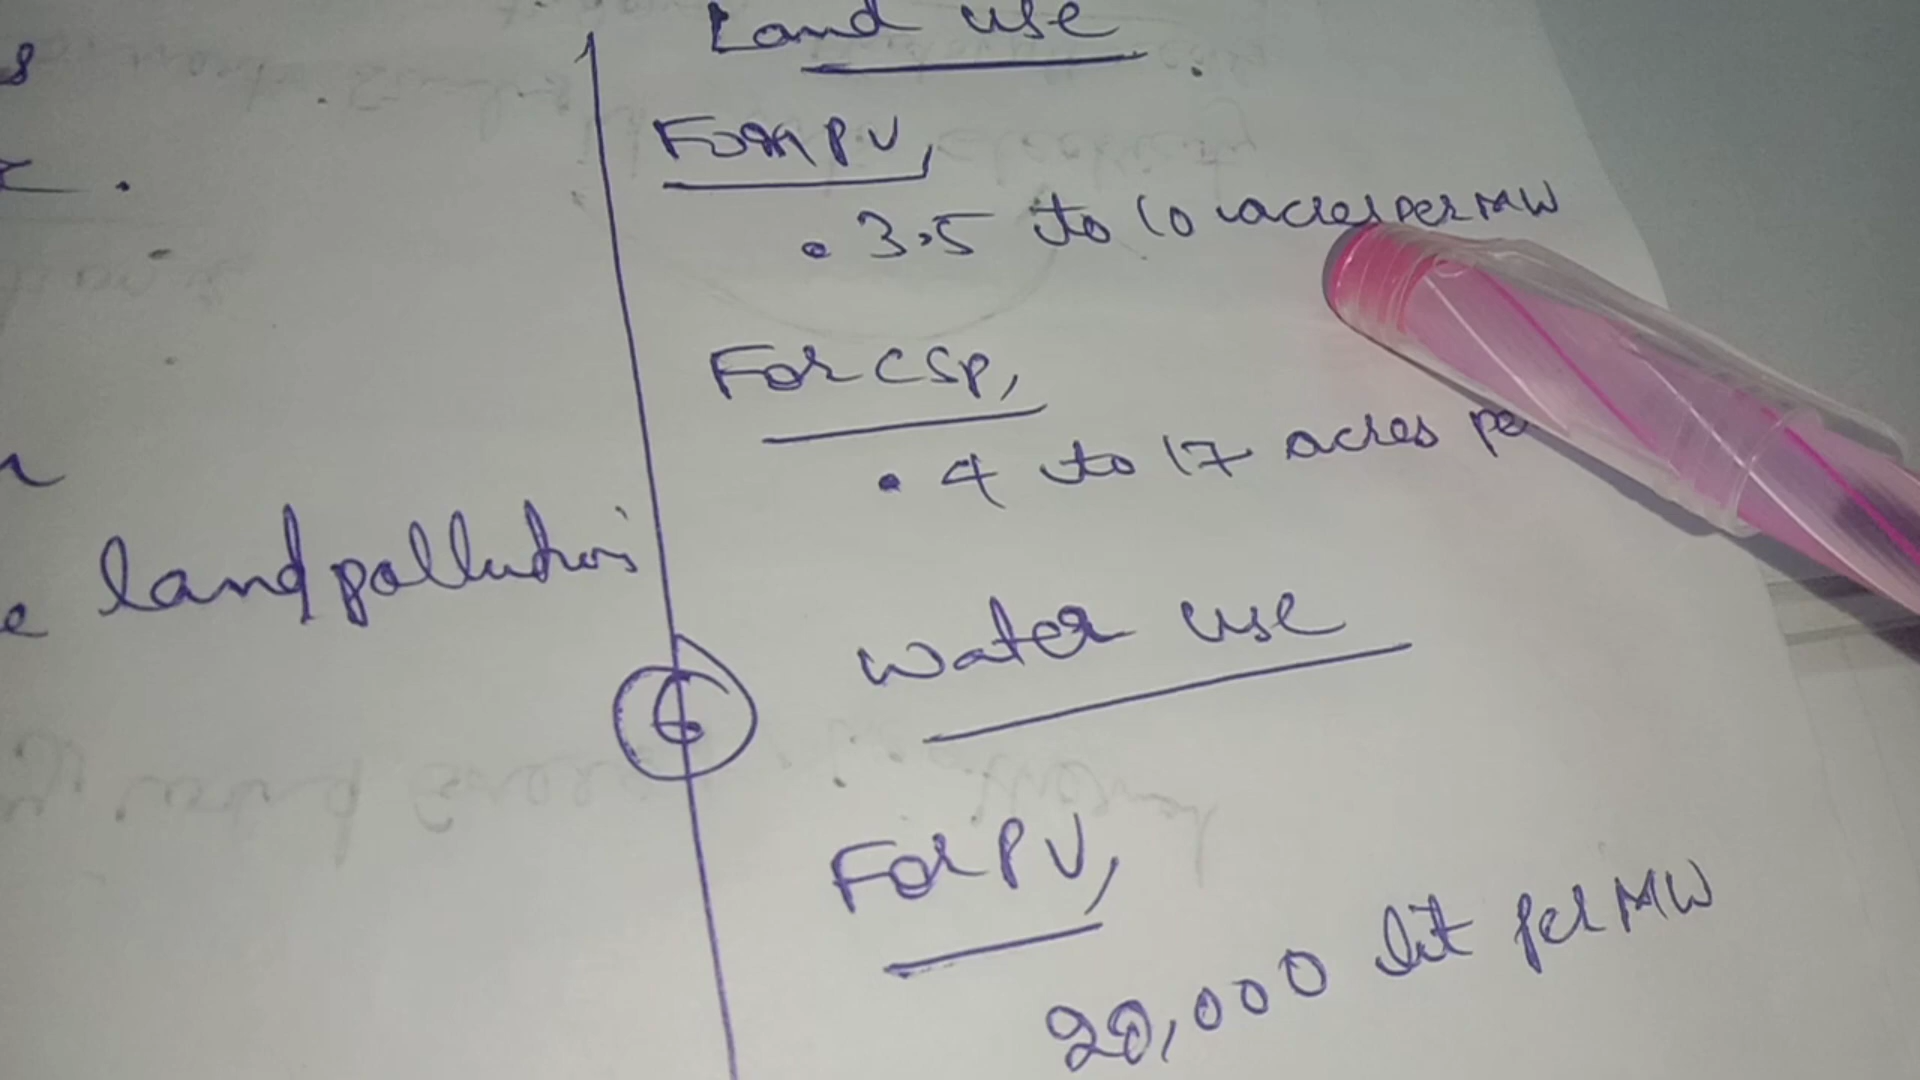 land pollution
Land use
For PV,
• 3.5 to 10 acres per MW
For CSP,
• 4 to 17 acres pe
water use
For PV,
20,000 lit per MW